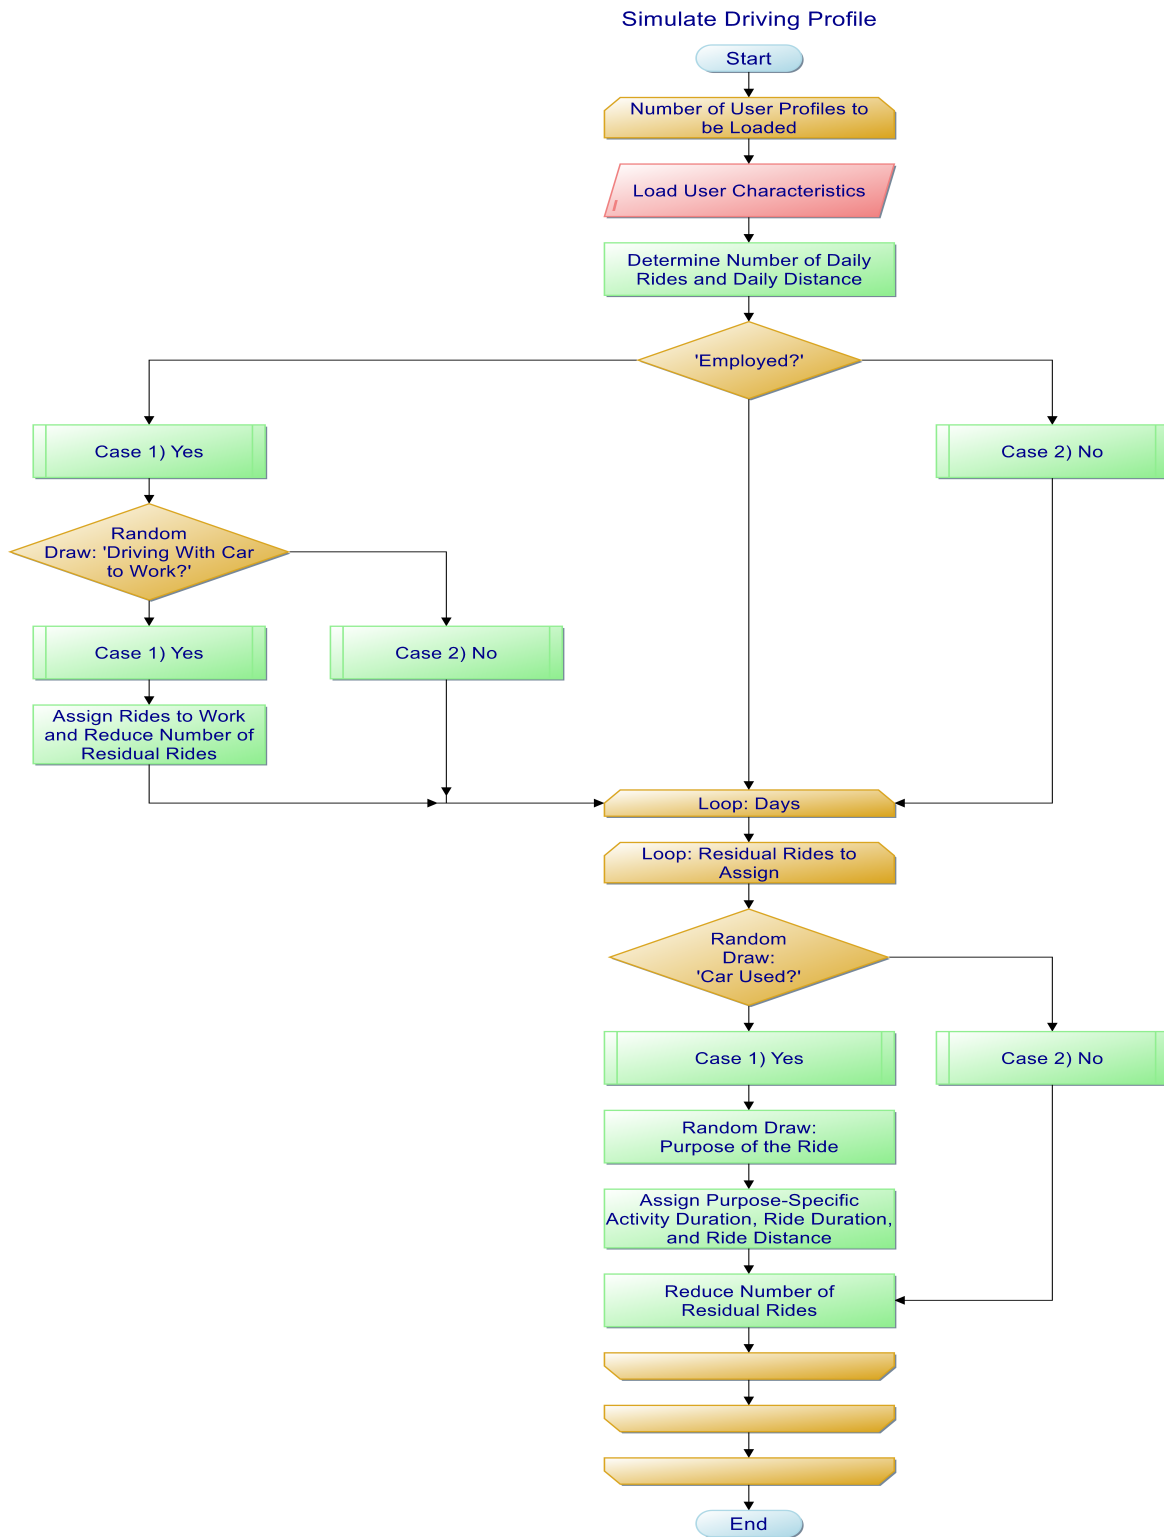 Simulate Driving Profile
Start
Number of User Profiles to
be Loaded
Load User Characteristics
Determine Number of Daily
Rides and Daily Distance
'Employed?'
Case 1) Yes
Case 2) No
Random
Draw: 'Driving With Car
to Work?'
Case 1) Yes
Case 2) No
Assign Rides to Work
and Reduce Number of
Residual Rides
Loop: Days
Loop: Residual Rides to
Assign
Random
Draw:
'Car Used?'
Case 1) Yes
Case 2) No
Random Draw:
Purpose of the Ride
Assign Purpose-Specific
Activity Duration, Ride Duration,
and Ride Distance
Reduce Number of
Residual Rides
End